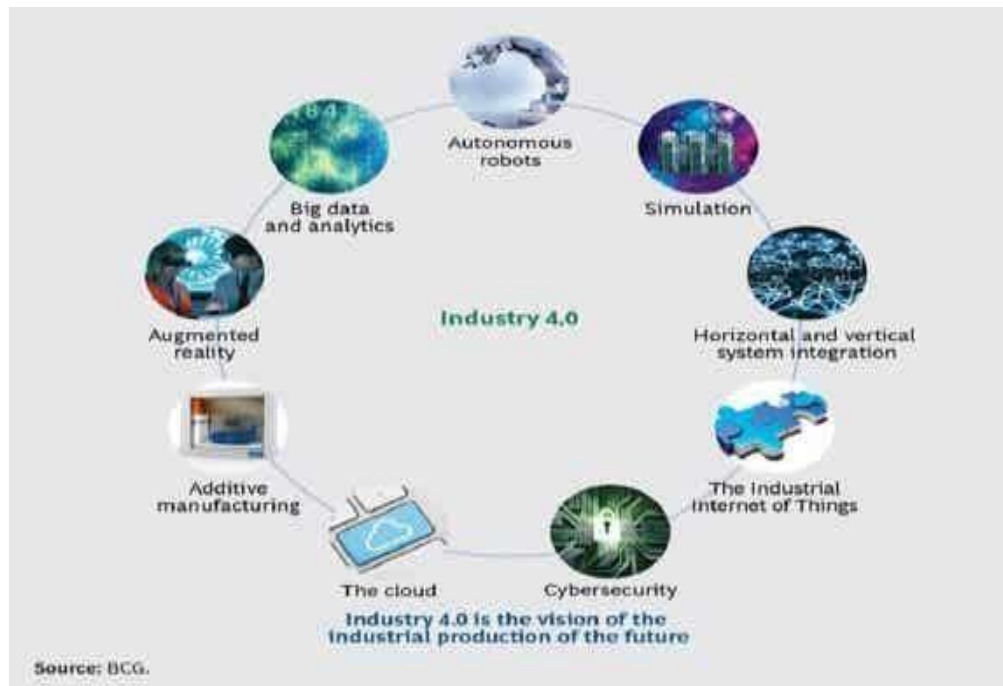 Autonomous
robots
Simulation
Horizontal and vertical
system integration
The Industrial
Internet of Things
Cybersecurity
The cloud
Additive
manufacturing
Augmented
reality
Big data
and analytics
Industry 4.0
Industry 4.0 is the vision of the
industrial production of the future
Source: BCG.